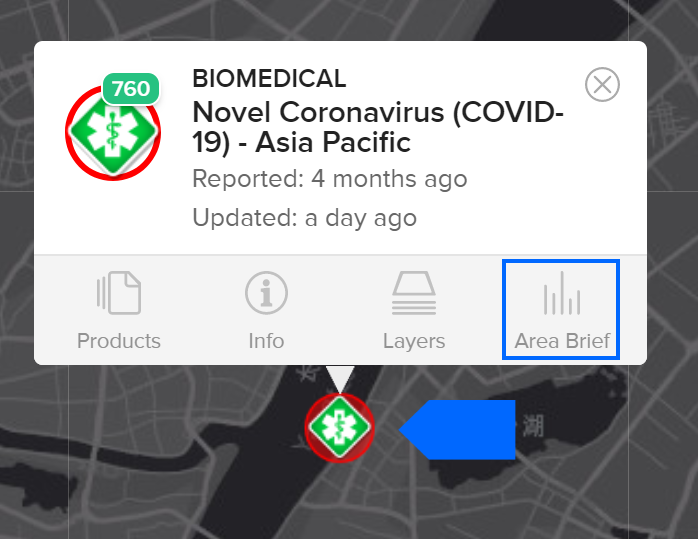 760
BIOMEDICAL
Novel Coronavirus (COVID-
19) - Asia Pacific
Reported: 4 months ago
Updated: a day ago
Products
Info
Layers
Area Brief
长
湖